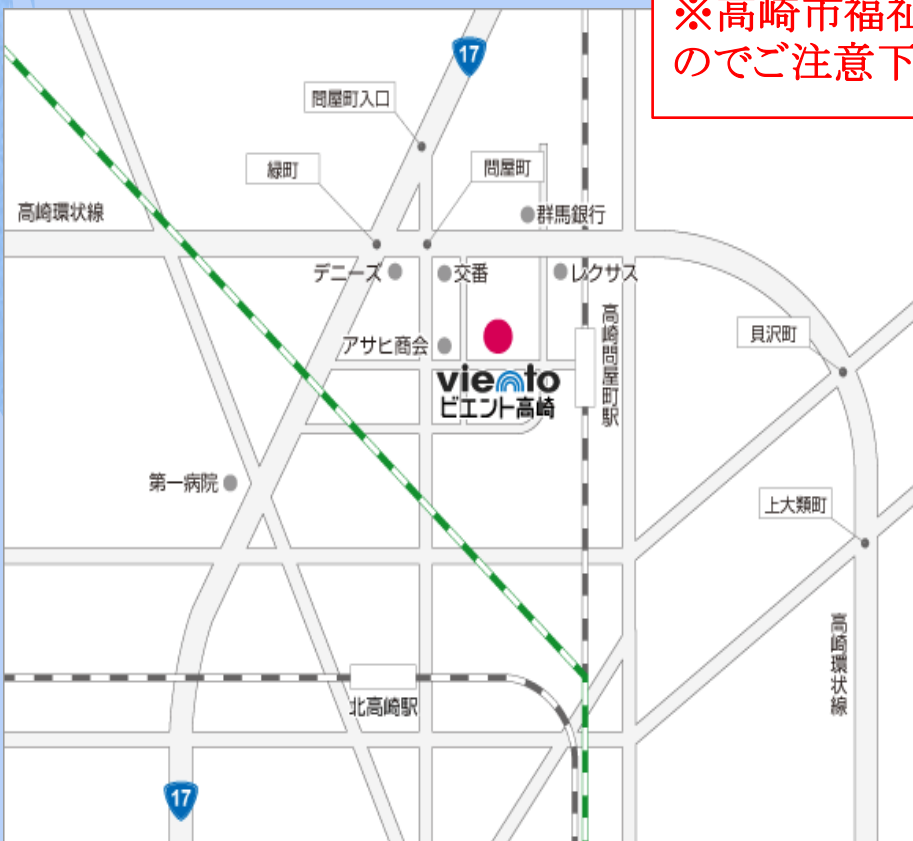 ※高崎市福祉
のでご注意下
17
問屋町入口
緑町
問屋町
群馬銀行
高崎環状線
デニーズ
交番
レクサス
高崎問屋町駅
貝沢町
アサヒ商会
viento
ビエント高崎
第一病院
上大類町
高崎環状線
北高崎駅
17